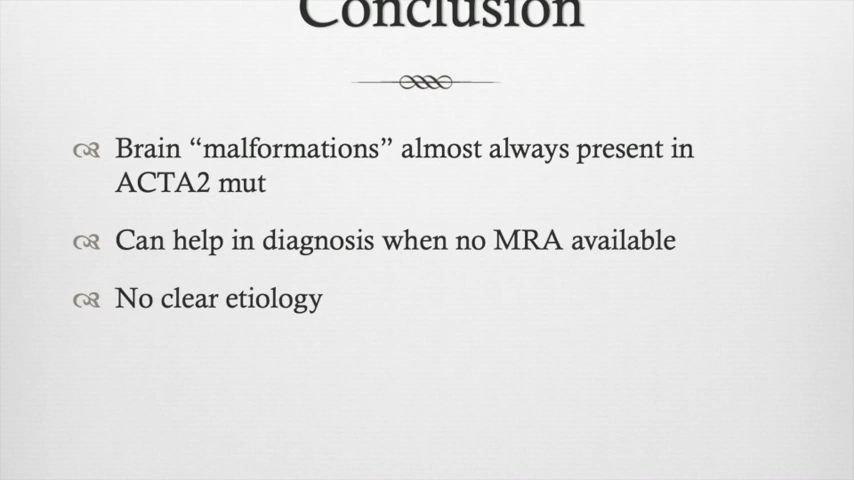 Conclusion
Brain “malformations” almost always present in
ACTA2 mut
Can help in diagnosis when no MRA available
No clear etiology